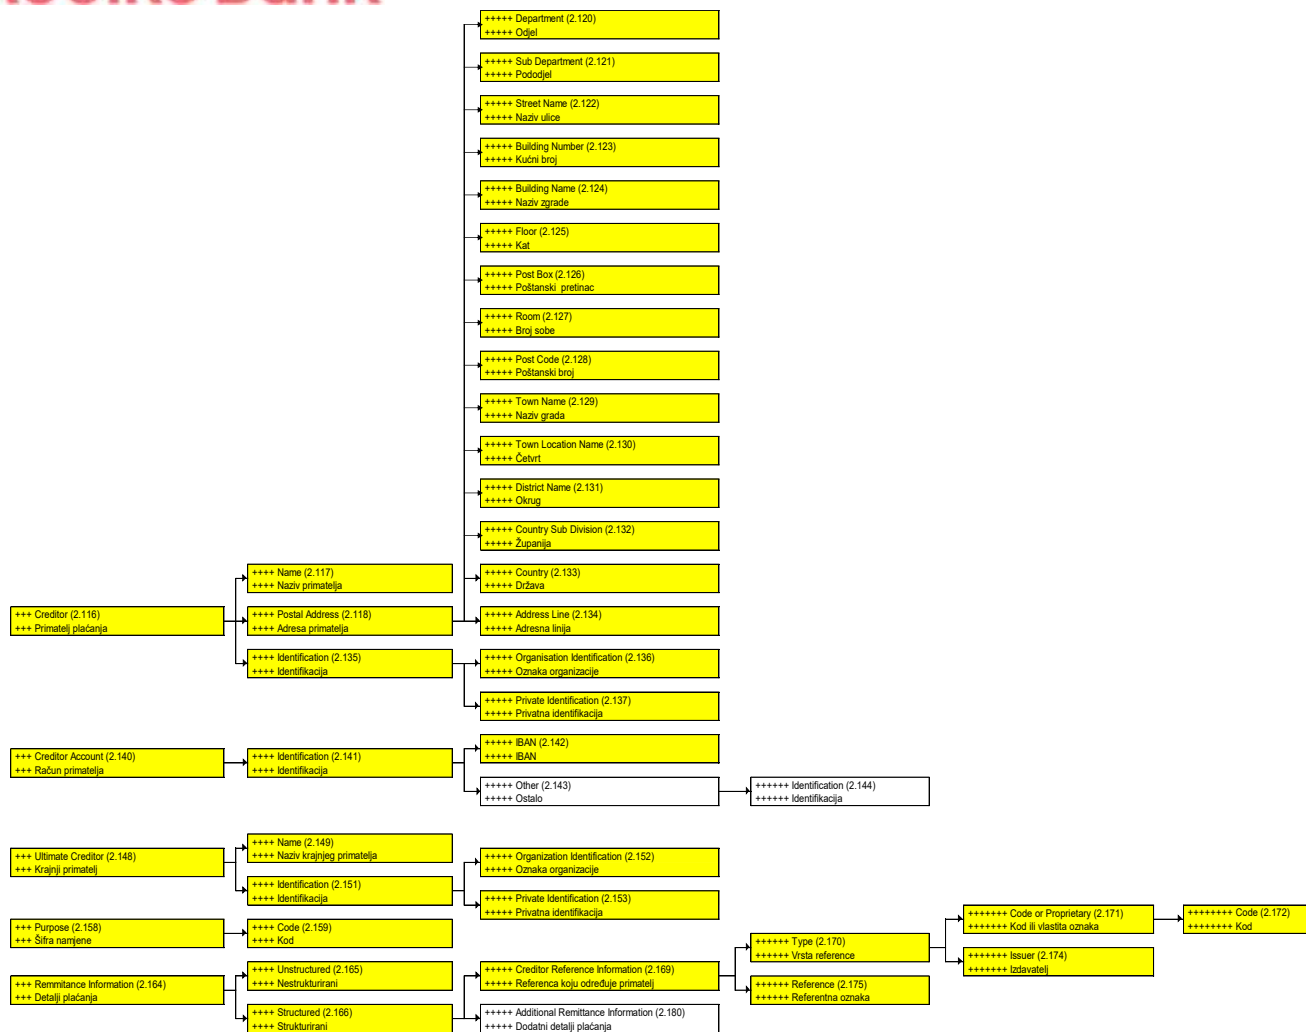 Bank
+++++ Department (2.120)
+++++ Odjel
+++++ Sub Department (2.121)
+++++ Pododjel
+++++ Street Name (2.122)
+++++ Naziv ulice
+++++ Building Number (2.123)
+++++ Kućni broj
+++++ Building Name (2.124)
+++++ Naziv zgrade
+++++ Floor (2.125)
+++++ Kat
+++++ Post Box (2.126)
+++++ Poštanski pretinac
+++++ Room (2.127)
+++++ Broj sobe
+++++ Post Code (2.128)
+++++ Poštanski broj
+++++ Town Name (2.129)
+++++ Naziv grada
+++++ Town Location Name (2.130)
+++++ Četvrt
+++++ District Name (2.131)
+++++ Okrug
+++++ Country Sub Division (2.132)
+++++ Županija
++++ Name (2.117)
++++ Naziv primatelja
+++++ Country (2.133)
+++++ Država
+++ Creditor (2.116)
+++ Primatelj plaćanja
++++ Postal Address (2.118)
++++ Adresa primatelja
+++++ Address Line (2.134)
+++++ Adresna linija
++++ Identification (2.135)
++++ Identifikacija
+++++ Organisation Identification (2.136)
+++++ Oznaka organizacije
+++++ Private Identification (2.137)
+++++ Privatna identifikacija
+++ Creditor Account (2.140)
+++ Račun primatelja
++++ Identification (2.141)
++++ Identifikacija
+++++ IBAN (2.142)
+++++ IBAN
+++++ Other (2.143)
+++++ Ostalo
++++++ Identification (2.144)
++++++ Identifikacija
+++ Ultimate Creditor (2.148)
+++ Krajnji primatelj
++++ Name (2.149)
++++ Naziv krajnjeg primatelja
++++ Identification (2.151)
++++ Identifikacija
+++++ Organization Identification (2.152)
+++++ Oznaka organizacije
+++++ Private Identification (2.153)
+++++ Privatna identifikacija
+++ Purpose (2.158)
+++ Šifra namjene
++++ Code (2.159)
++++ Kod
+++ Remmitance Information (2.164)
+++ Detalji plaćanja
++++ Unstructured (2.165)
++++ Nestrukturirani
++++ Structured (2.166)
++++ Strukturirani
+++++ Creditor Reference Information (2.169)
+++++ Referenca koju određuje primatelj
+++++ Additional Remittance Information (2.180)
+++++ Dodatni detalji plaćanja
++++++ Type (2.170)
++++++ Vrsta reference
++++++ Reference (2.175)
++++++ Referentna oznaka
+++++++ Code or Proprietary (2.171)
+++++++ Kod ili vlastita oznaka
+++++++ Issuer (2.174)
+++++++ Izdavatelj
++++++++ Code (2.172)
++++++++ Kod